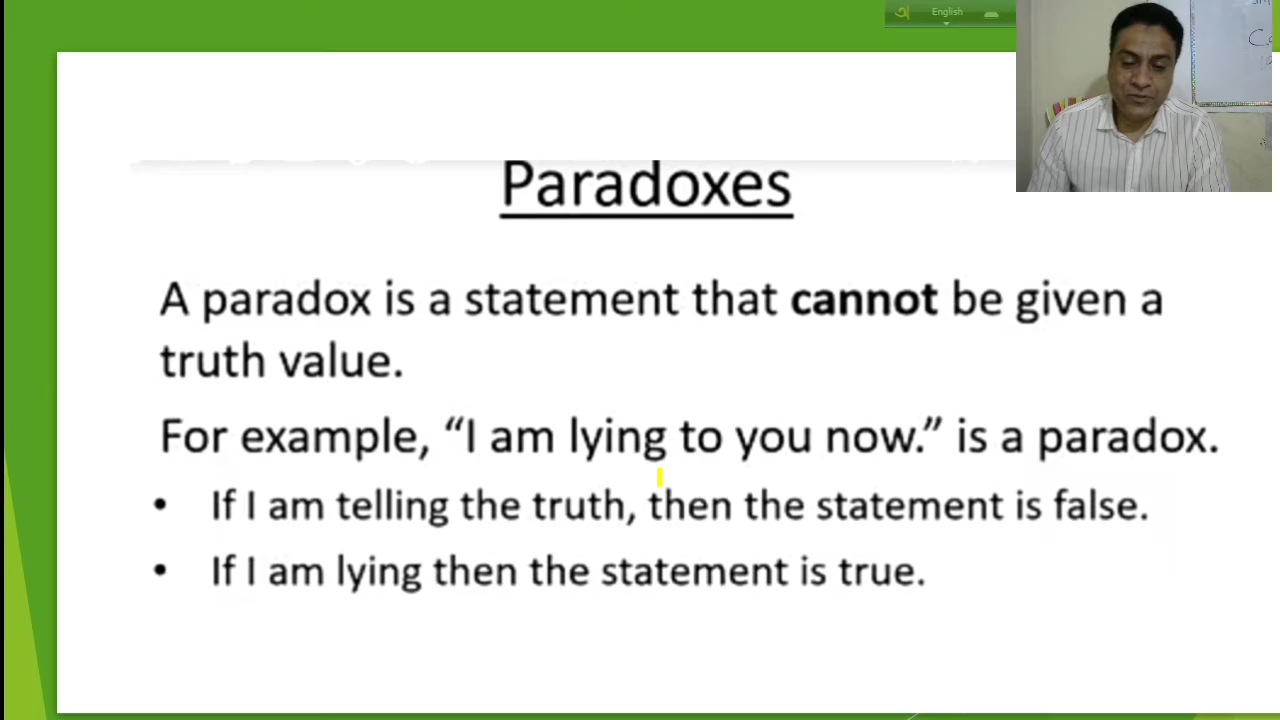 অ English
Paradoxes
A paradox is a statement that cannot be given a
truth value.
For example, “I am lying to you now.” is a paradox.
• If I am telling the truth, then the statement is false.
• If I am lying then the statement is true.